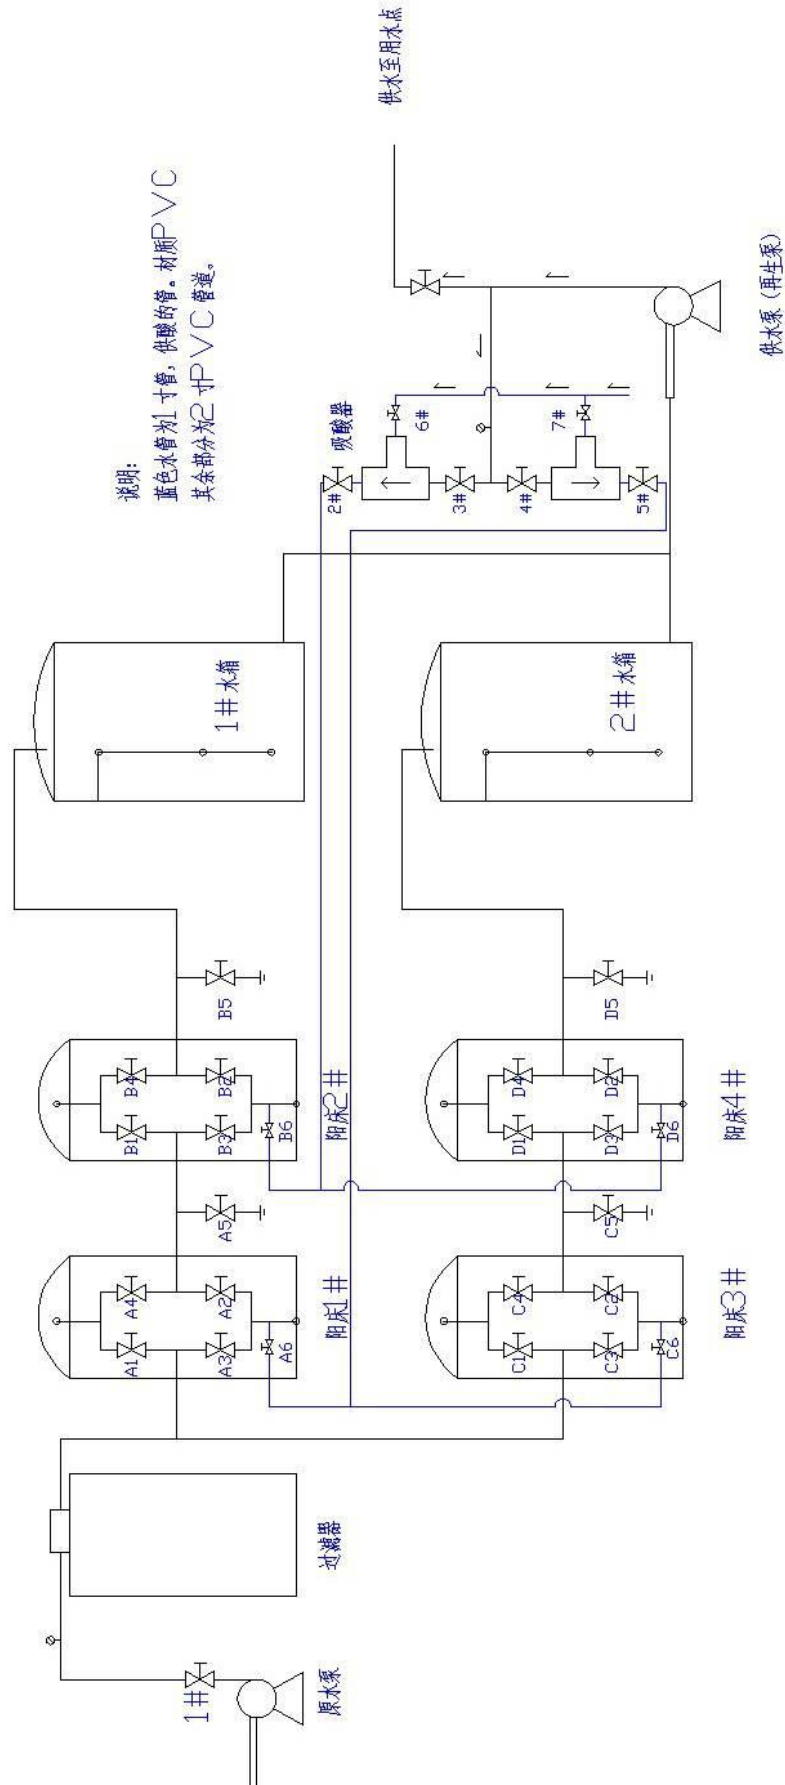 供水至用水点
说明：
蓝色水管为1寸管，供酸的管。材质PVC
其余部分为2寸PVC管道。
吸酸器
2#
3#
4#
5#
6#
7#
供水泵（再生泵）
1#水箱
2#水箱
B5
D5
B4
B2
B1
B3
B6
阳床2#
D4
D2
D1
D3
D6
阳床4#
A5
C5
A4
A2
A1
A3
A6
阳床1#
C4
C2
C1
C3
C6
阳床3#
过滤器
1#
原水泵